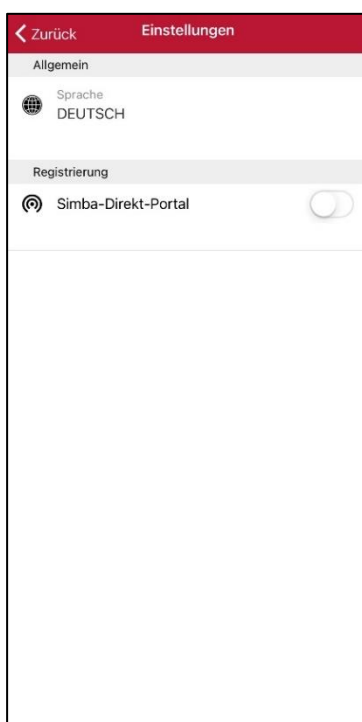 Zurück Einstellungen
Allgemein
Sprache
DEUTSCH
Registrierung
Simba-Direkt-Portal